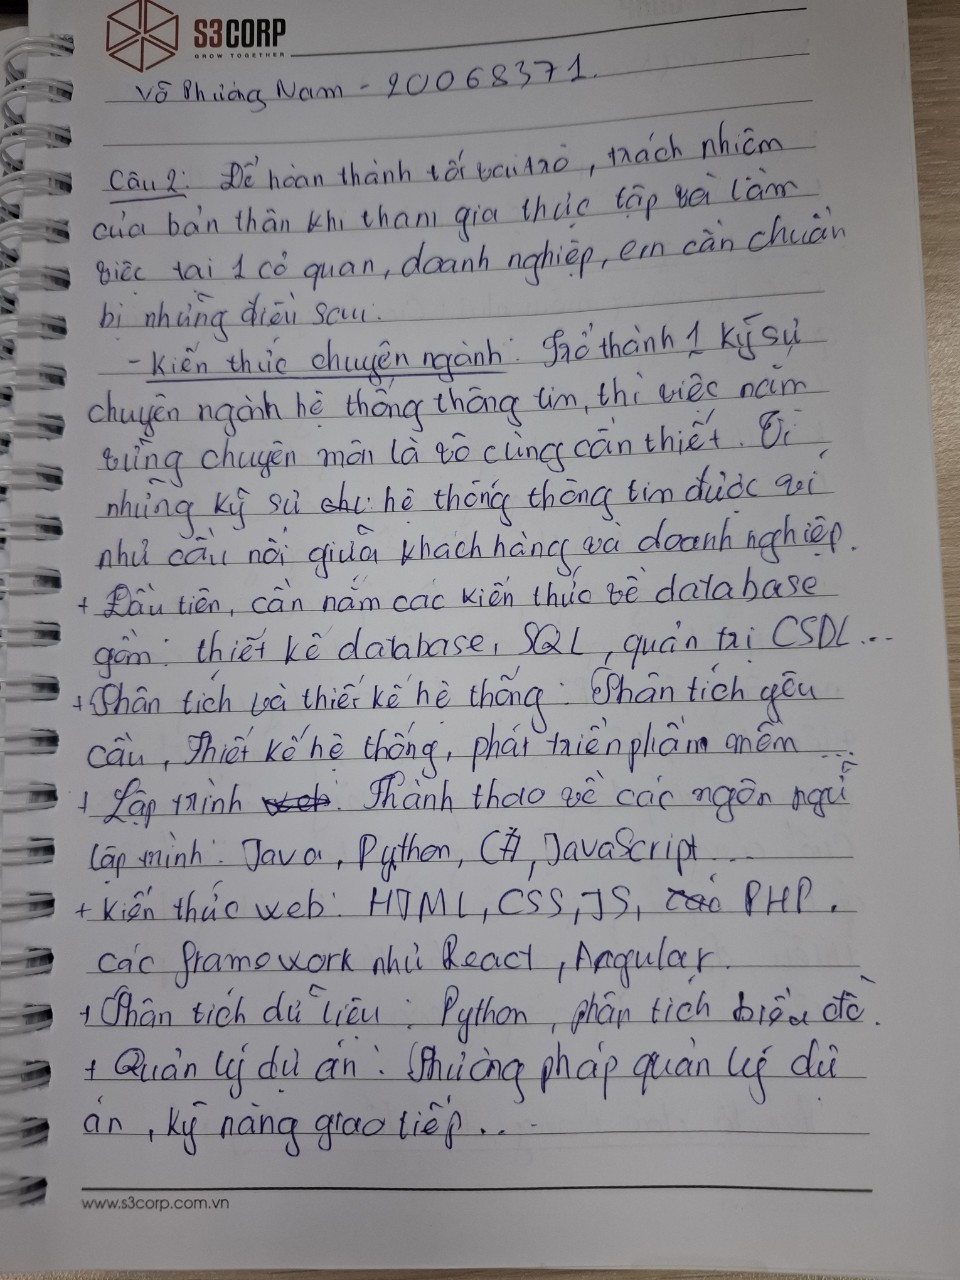 S3CORP
GROW TOGETHER
Võ Phương Nam - 20068371.
Câu 2: Để hoàn thành tốt vai trò, trách nhiệm
của bản thân khi tham gia thực tập và làm
việc tại 1 cơ quan, doanh nghiệp, em cần chuẩn
bị những điều sau:
- Kiến thức chuyên ngành: Trở thành 1 kỹ sư
chuyên ngành hệ thống thông tin, thì việc nắm
vững chuyên môn là vô cùng cần thiết. Vì
những kỹ sư hệ thống thông tin được ví
như cầu nối giữa khách hàng và doanh nghiệp.
+ Đầu tiên, cần nắm các kiến thức về database
gồm: thiết kế database, SQL, quản trị CSDL...
+ Phân tích và thiết kế hệ thống: Phân tích yêu
cầu, Thiết kế hệ thống, phát triển phầm mềm ...
+ Lập trình web: Thành thạo về các ngôn ngữ
lập trình: Java, Python, C#, JavaScript...
+ Kiến thức web: HTML, CSS, JS, PHP.
các framework như React, Angular.
+ Phân tích dữ liệu: Python, phân tích biểu đồ.
+ Quản lý dự án: Phương pháp quản lý dự
án, kỹ năng giao tiếp...
www.s3corp.com.vn